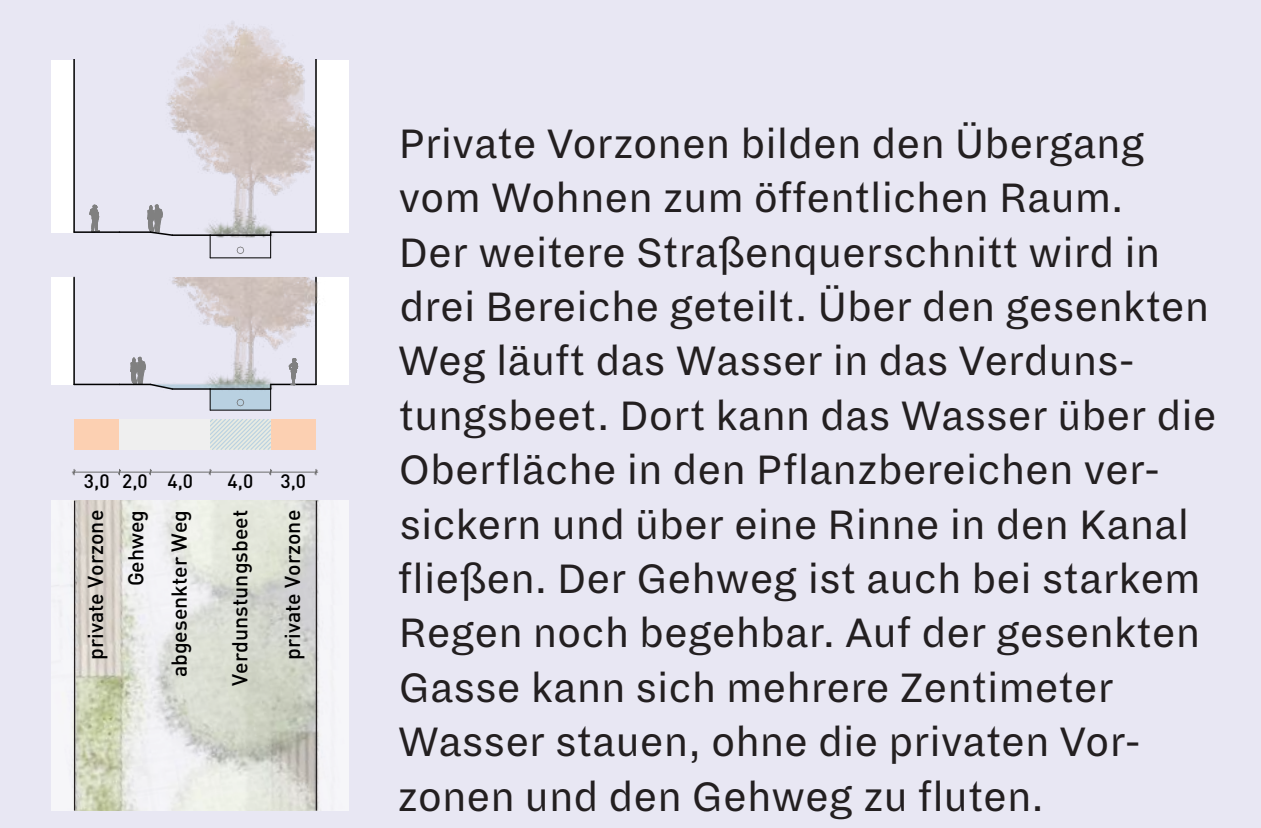 Private Vorzonen bilden den Übergang
vom Wohnen zum öffentlichen Raum.
Der weitere Straßenquerschnitt wird in
drei Bereiche geteilt. Über den gesenkten
Weg läuft das Wasser in das Verduns-
tungsbeet. Dort kann das Wasser über die
Oberfläche in den Pflanzbereichen ver-
sickern und über eine Rinne in den Kanal
fließen. Der Gehweg ist auch bei starkem
Regen noch begehbar. Auf der gesenkten
Gasse kann sich mehrere Zentimeter
Wasser stauen, ohne die privaten Vor-
zonen und den Gehweg zu fluten.
3,0 2,0 4,0 4,0 3,0
private Vorzone
Gehweg
abgesenkter Weg
Verdunstungsbeet
private Vorzone